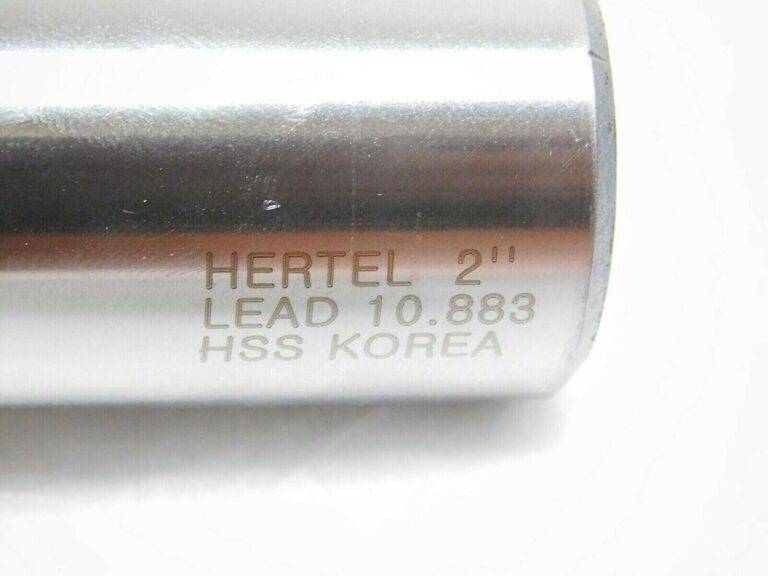 HERTEL 2"
LEAD 10.883
HSS KOREA